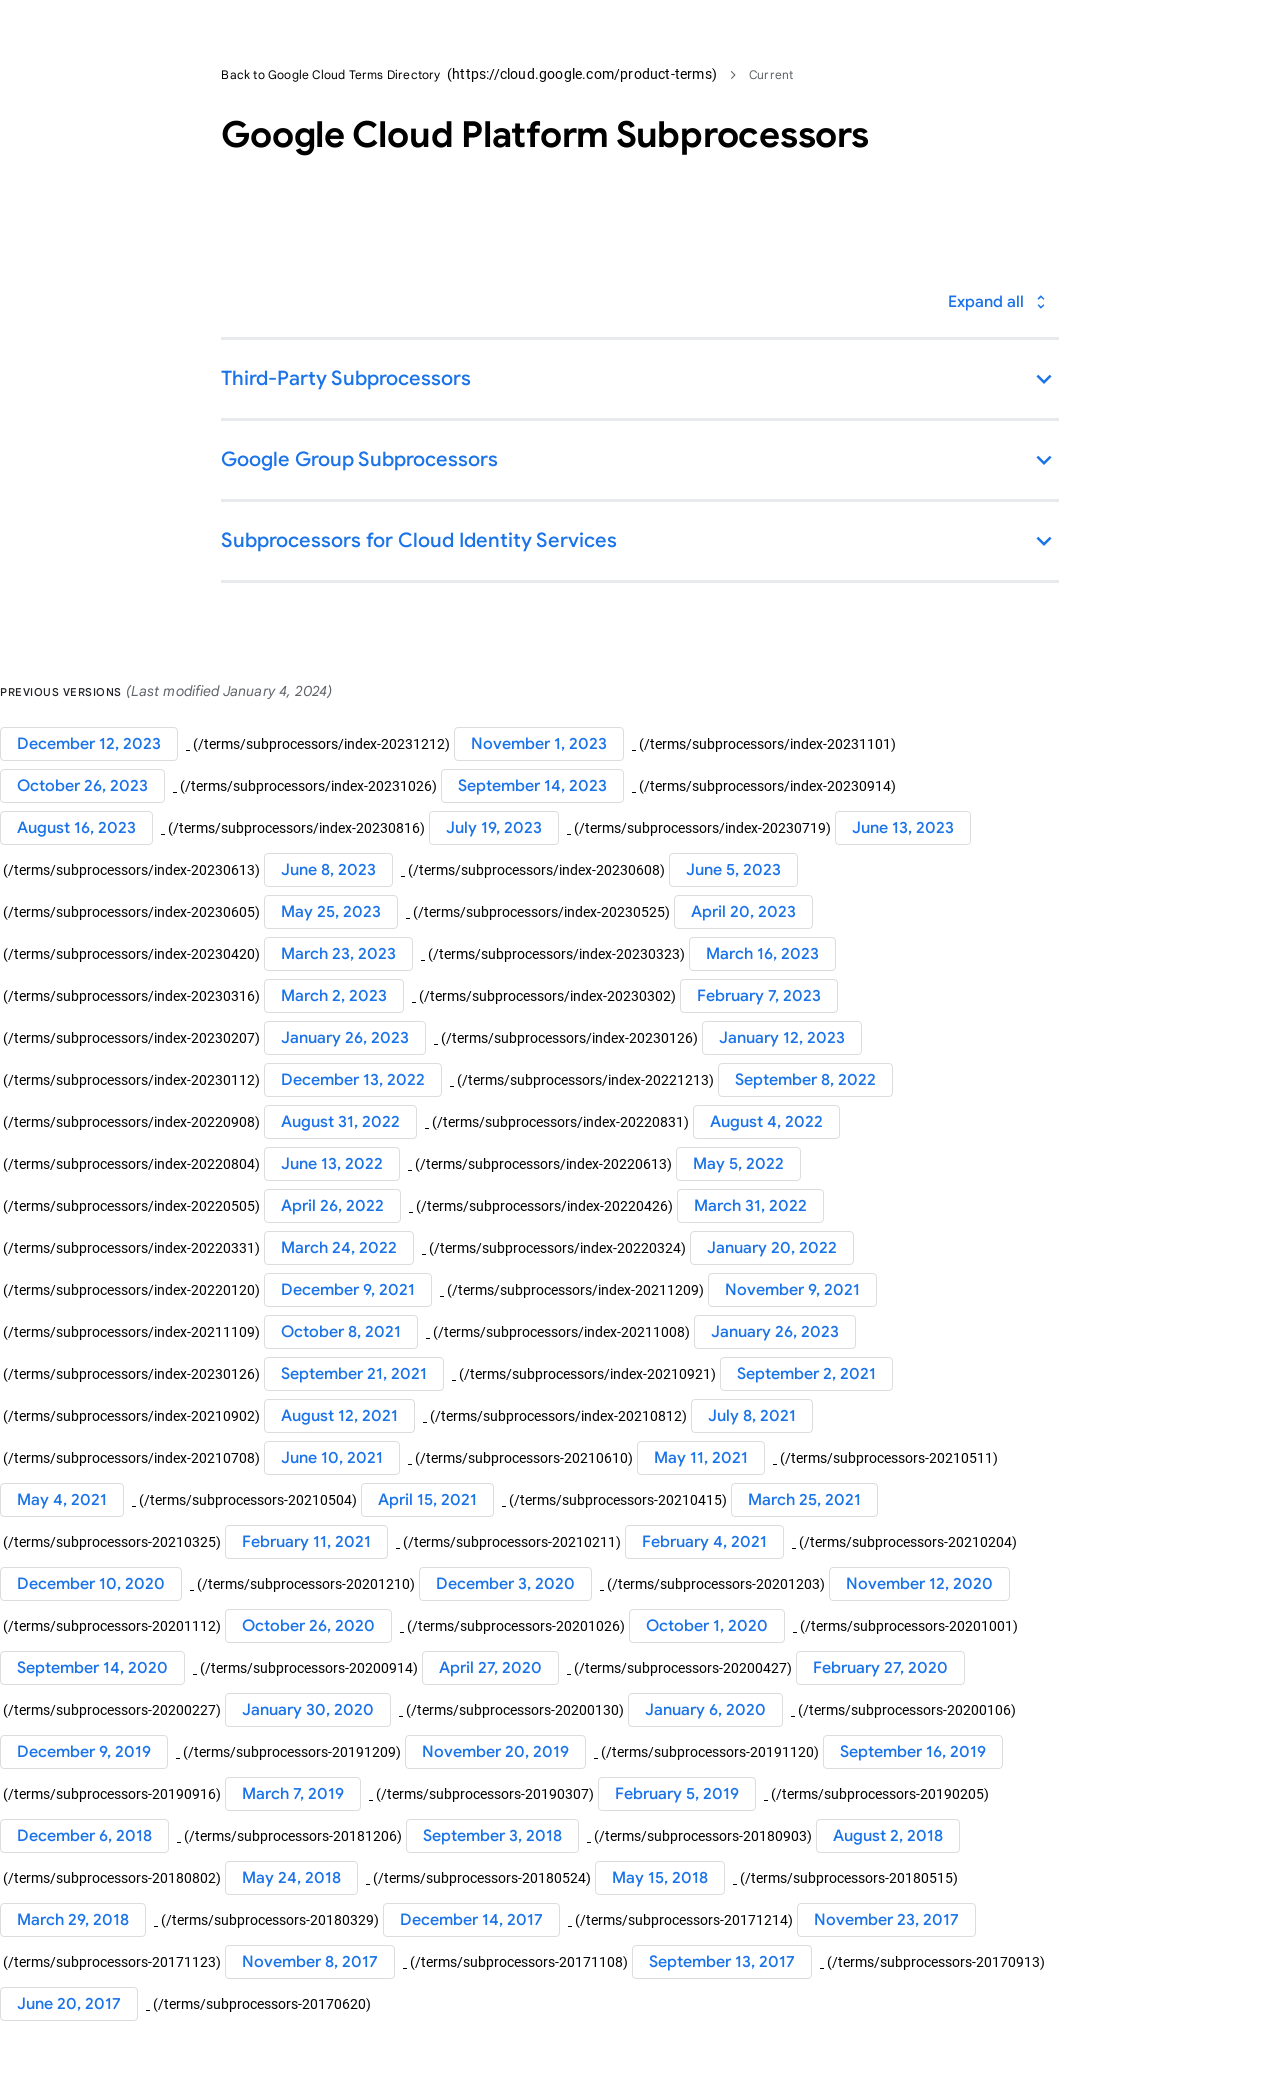 Back to Google Cloud Terms Directory (https://cloud.google.com/product-terms) > Current
Google Cloud Platform Subprocessors
Expand all
Third-Party Subprocessors
Google Group Subprocessors
Subprocessors for Cloud Identity Services
PREVIOUS VERSIONS (Last modified January 4, 2024)
December 12, 2023 (/terms/subprocessors/index-20231212) November 1, 2023 (/terms/subprocessors/index-20231101)
October 26, 2023 (/terms/subprocessors/index-20231026) September 14, 2023 (/terms/subprocessors/index-20230914)
August 16, 2023 (/terms/subprocessors/index-20230816) July 19, 2023 (/terms/subprocessors/index-20230719) June 13, 2023
(/terms/subprocessors/index-20230613) June 8, 2023 (/terms/subprocessors/index-20230608) June 5, 2023
(/terms/subprocessors/index-20230605) May 25, 2023 (/terms/subprocessors/index-20230525) April 20, 2023
(/terms/subprocessors/index-20230420) March 23, 2023 (/terms/subprocessors/index-20230323) March 16, 2023
(/terms/subprocessors/index-20230316) March 2, 2023 (/terms/subprocessors/index-20230302) February 7, 2023
(/terms/subprocessors/index-20230207) January 26, 2023 (/terms/subprocessors/index-20230126) January 12, 2023
(/terms/subprocessors/index-20230112) December 13, 2022 (/terms/subprocessors/index-20221213) September 8, 2022
(/terms/subprocessors/index-20220908) August 31, 2022 (/terms/subprocessors/index-20220831) August 4, 2022
(/terms/subprocessors/index-20220804) June 13, 2022 (/terms/subprocessors/index-20220613) May 5, 2022
(/terms/subprocessors/index-20220505) April 26, 2022 (/terms/subprocessors/index-20220426) March 31, 2022
(/terms/subprocessors/index-20220331) March 24, 2022 (/terms/subprocessors/index-20220324) January 20, 2022
(/terms/subprocessors/index-20220120) December 9, 2021 (/terms/subprocessors/index-20211209) November 9, 2021
(/terms/subprocessors/index-20211109) October 8, 2021 (/terms/subprocessors/index-20211008) January 26, 2023
(/terms/subprocessors/index-20230126) September 21, 2021 (/terms/subprocessors/index-20210921) September 2, 2021
(/terms/subprocessors/index-20210902) August 12, 2021 (/terms/subprocessors/index-20210812) July 8, 2021
(/terms/subprocessors/index-20210708) June 10, 2021 (/terms/subprocessors-20210610) May 11, 2021 (/terms/subprocessors-20210511)
May 4, 2021 (/terms/subprocessors-20210504) April 15, 2021 (/terms/subprocessors-20210415) March 25, 2021
(/terms/subprocessors-20210325) February 11, 2021 (/terms/subprocessors-20210211) February 4, 2021 (/terms/subprocessors-20210204)
December 10, 2020 (/terms/subprocessors-20201210) December 3, 2020 (/terms/subprocessors-20201203) November 12, 2020
(/terms/subprocessors-20201112) October 26, 2020 (/terms/subprocessors-20201026) October 1, 2020 (/terms/subprocessors-20201001)
September 14, 2020 (/terms/subprocessors-20200914) April 27, 2020 (/terms/subprocessors-20200427) February 27, 2020
(/terms/subprocessors-20200227) January 30, 2020 (/terms/subprocessors-20200130) January 6, 2020 (/terms/subprocessors-20200106)
December 9, 2019 (/terms/subprocessors-20191209) November 20, 2019 (/terms/subprocessors-20191120) September 16, 2019
(/terms/subprocessors-20190916) March 7, 2019 (/terms/subprocessors-20190307) February 5, 2019 (/terms/subprocessors-20190205)
December 6, 2018 (/terms/subprocessors-20181206) September 3, 2018 (/terms/subprocessors-20180903) August 2, 2018
(/terms/subprocessors-20180802) May 24, 2018 (/terms/subprocessors-20180524) May 15, 2018 (/terms/subprocessors-20180515)
March 29, 2018 (/terms/subprocessors-20180329) December 14, 2017 (/terms/subprocessors-20171214) November 23, 2017
(/terms/subprocessors-20171123) November 8, 2017 (/terms/subprocessors-20171108) September 13, 2017 (/terms/subprocessors-20170913)
June 20, 2017 (/terms/subprocessors-20170620)